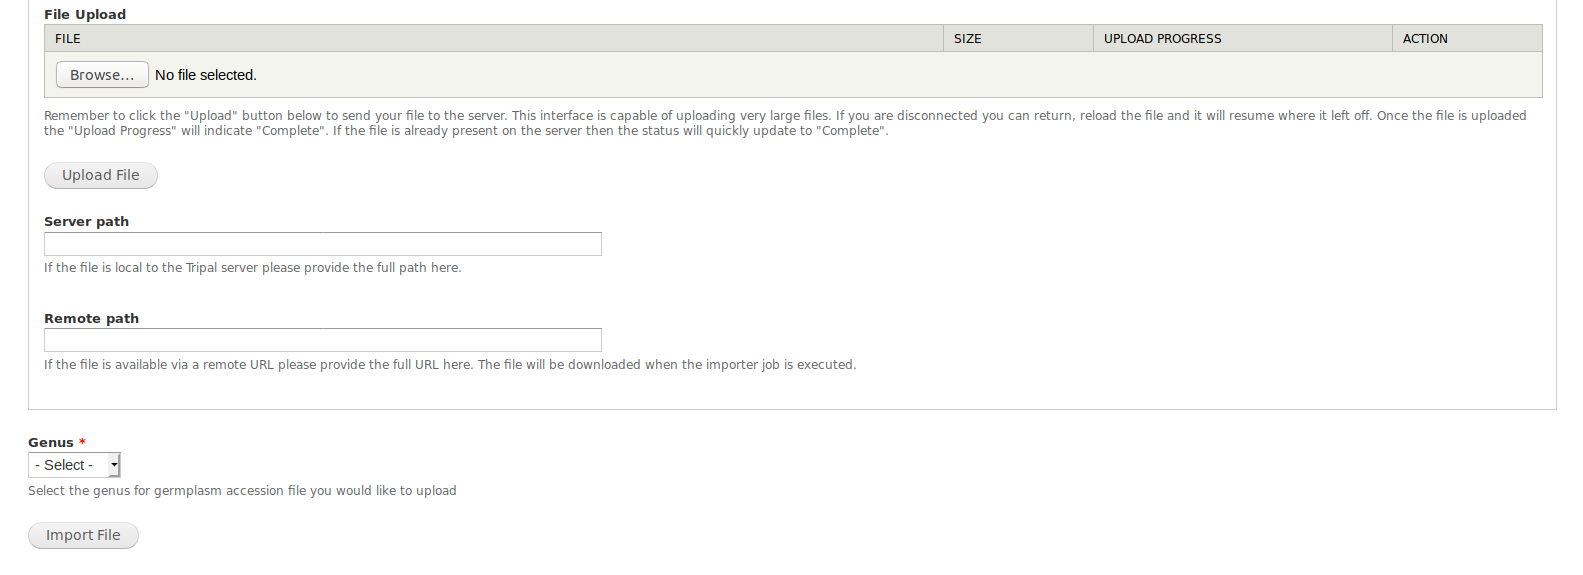 File Upload
FILE SIZE UPLOAD PROGRESS ACTION
Browse... No file selected.
Remember to click the "Upload" button below to send your file to the server. This interface is capable of uploading very large files. If you are disconnected you can return, reload the file and it will resume where it left off. Once the file is uploaded
the "Upload Progress" will indicate "Complete". If the file is already present on the server then the status will quickly update to "Complete".
Upload File
Server path
If the file is local to the Tripal server please provide the full path here.
Remote path
If the file is available via a remote URL please provide the full URL here. The file will be downloaded when the importer job is executed.
Genus *
- Select -
Select the genus for germplasm accession file you would like to upload
Import File